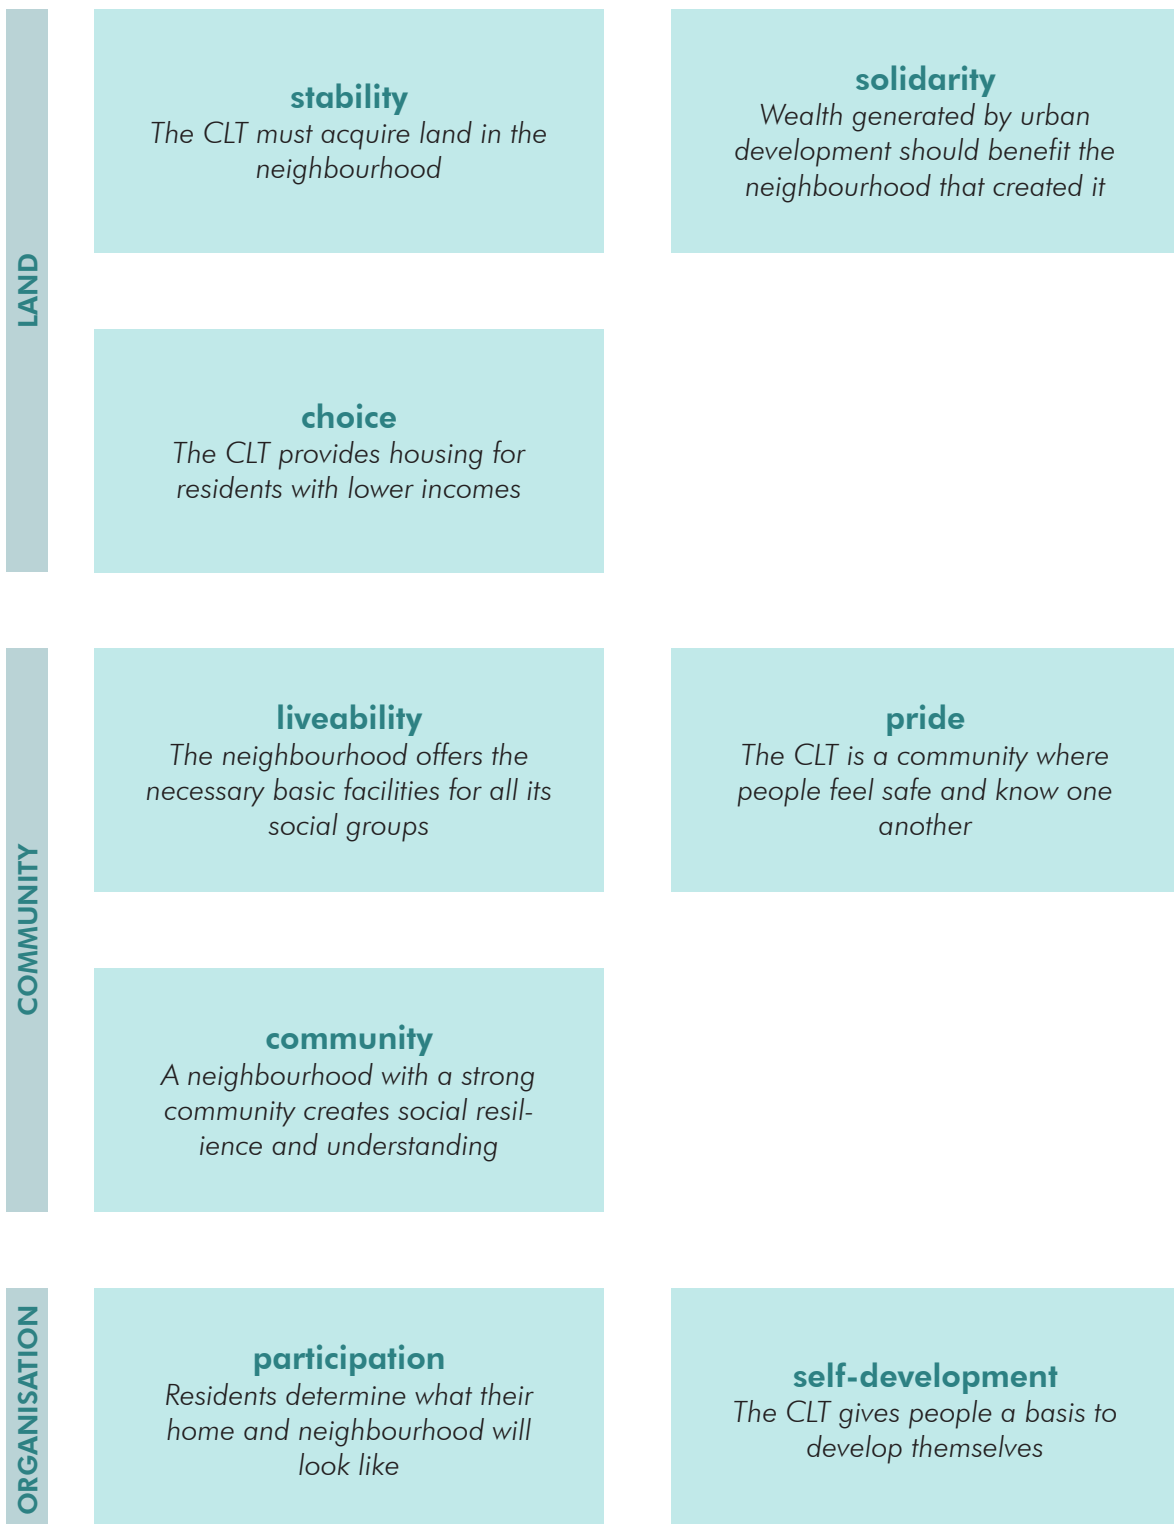 LAND
stability
The CLT must acquire land in the
neighbourhood
solidarity
Wealth generated by urban
development should benefit the
neighbourhood that created it
choice
The CLT provides housing for
residents with lower incomes
COMMUNITY
liveability
The neighbourhood offers the
necessary basic facilities for all its
social groups
pride
The CLT is a community where
people feel safe and know one
another
community
A neighbourhood with a strong
community creates social resil-
ience and understanding
ORGANISATION
participation
Residents determine what their
home and neighbourhood will
look like
self-development
The CLT gives people a basis to
develop themselves